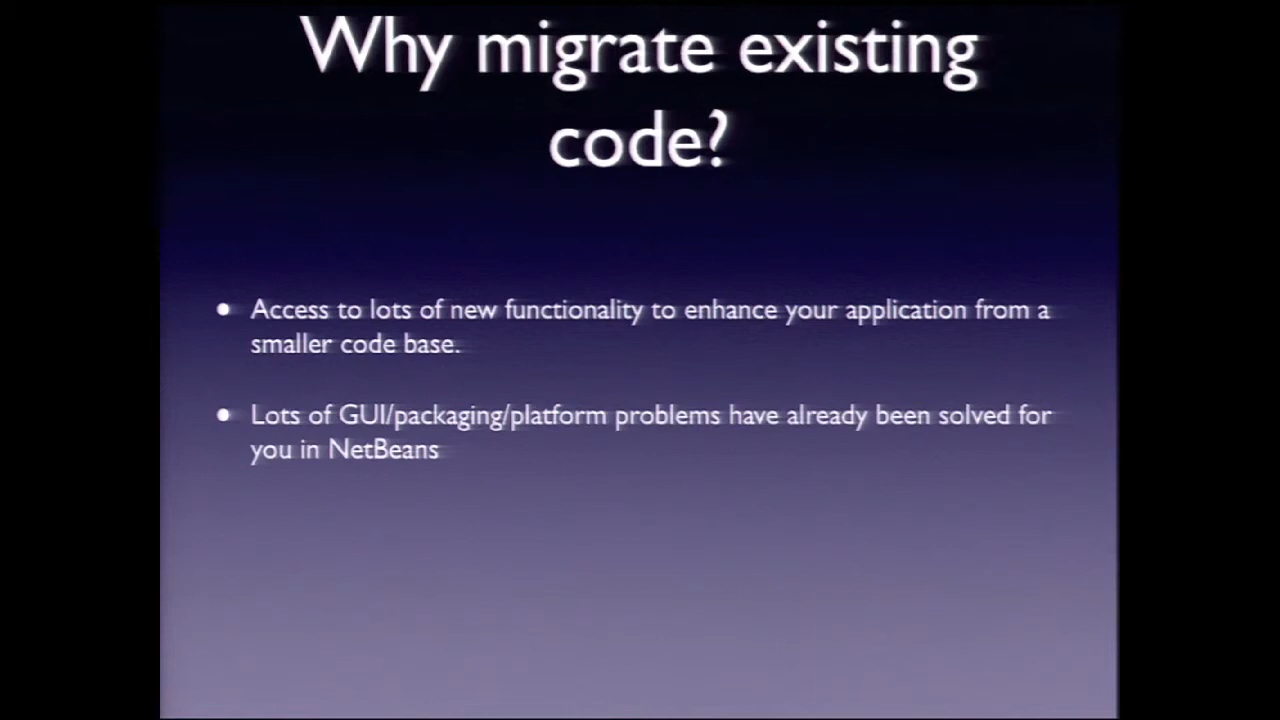 Why migrate existing
code?
• Access to lots of new functionality to enhance your application from a
smaller code base.
• Lots of GUI/packaging/platform problems have already been solved for
you in NetBeans